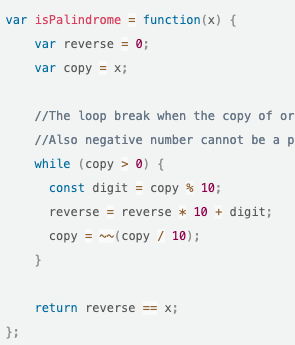 var isPalindrome = function(x) {
    var reverse = 0;
    var copy = x;

    //The loop break when the copy of or
    //Also negative number cannot be a p
    while (copy > 0) {
      const digit = copy % 10;
      reverse = reverse * 10 + digit;
      copy = ~~(copy / 10);
    }

    return reverse == x;
};